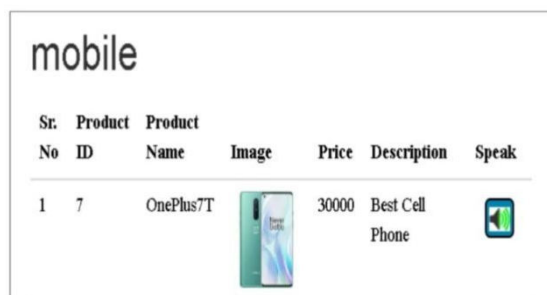 mobile
Sr. No Product ID Product Name Image Price Description Speak
1 7 OnePlus7T 30000 Best Cell Phone